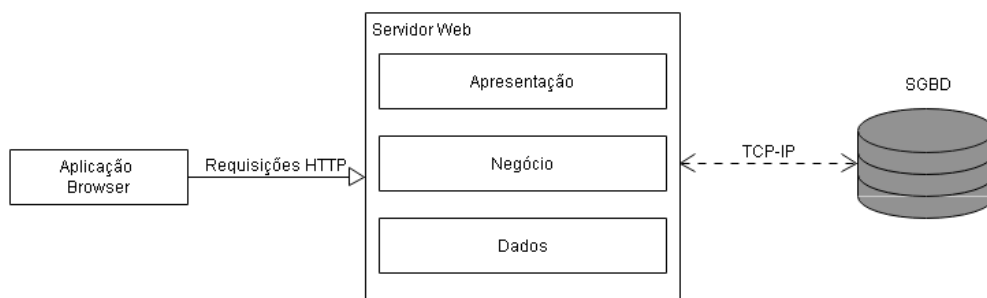 Servidor Web
Apresentação
SGBD
Aplicação
Browser
Requisições HTTP
Negócio
TCP-IP
Dados